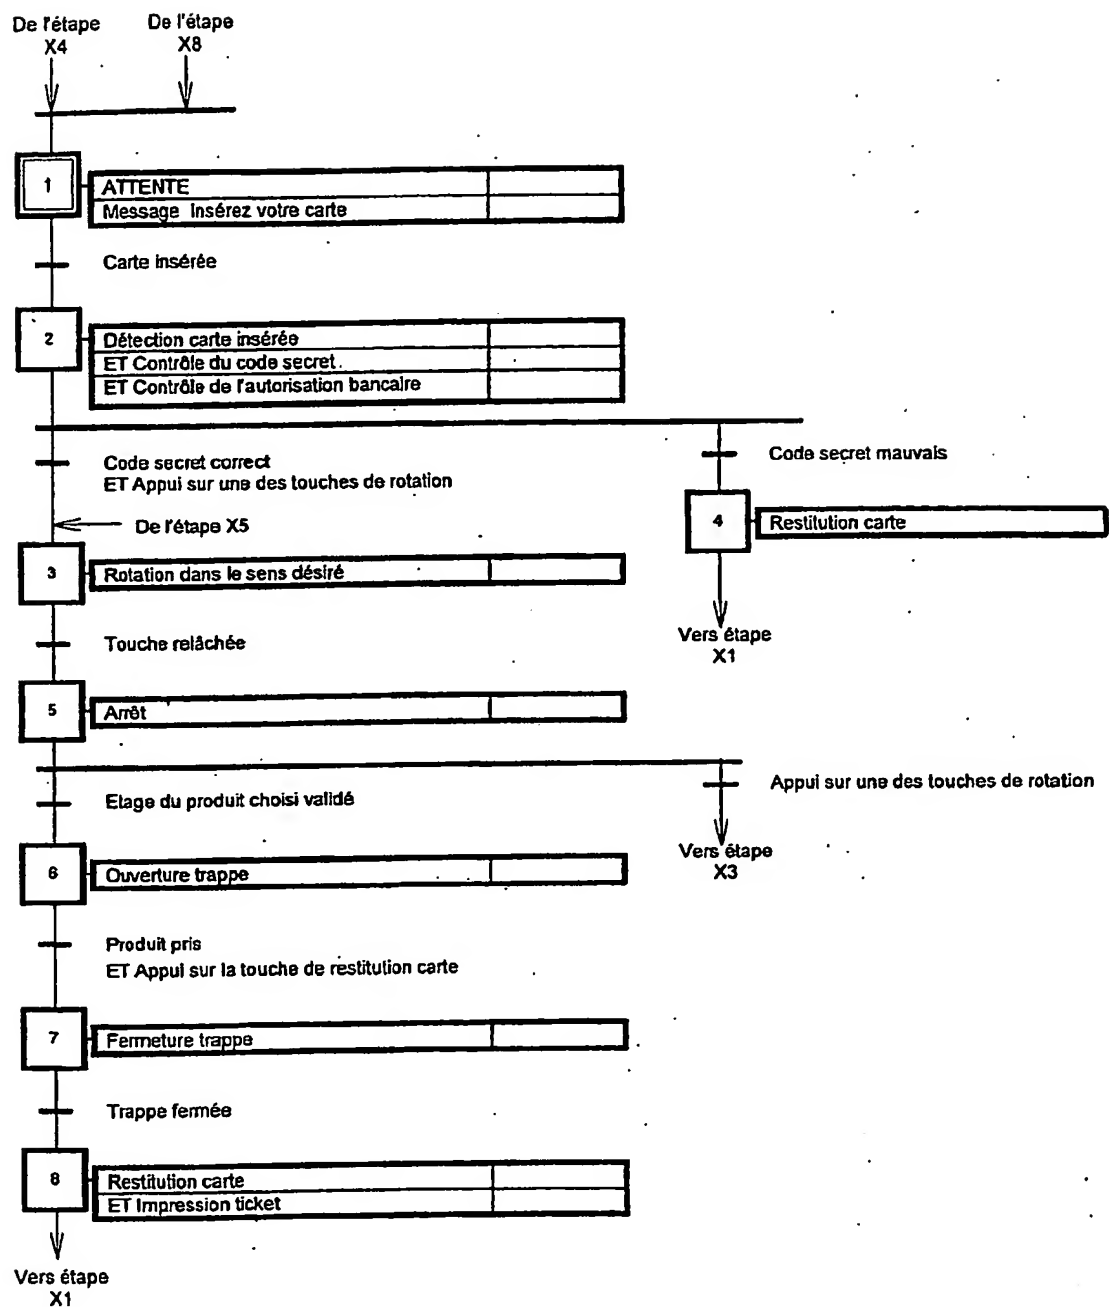 De l'étape
X4
De l'étape
X8
1
ATTENTE
Message Insérez votre carte
Carte insérée
2
Détection carte insérée
ET Contrôle du code secret.
ET Contrôle de l'autorisation bancaire
Code secret correct
ET Appui sur une des touches de rotation
Code secret mauvais
De l'étape X5
4
Restitution carte
3
Rotation dans le sens désiré
Touche relâchée
Vers étape
X1
5
Arrêt
Etage du produit choisi validé
Appui sur une des touches de rotation
Vers étape
X3
6
Ouverture trappe
Produit pris
ET Appui sur la touche de restitution carte
7
Fermeture trappe
Trappe fermée
8
Restitution carte
ET Impression ticket
Vers étape
X1